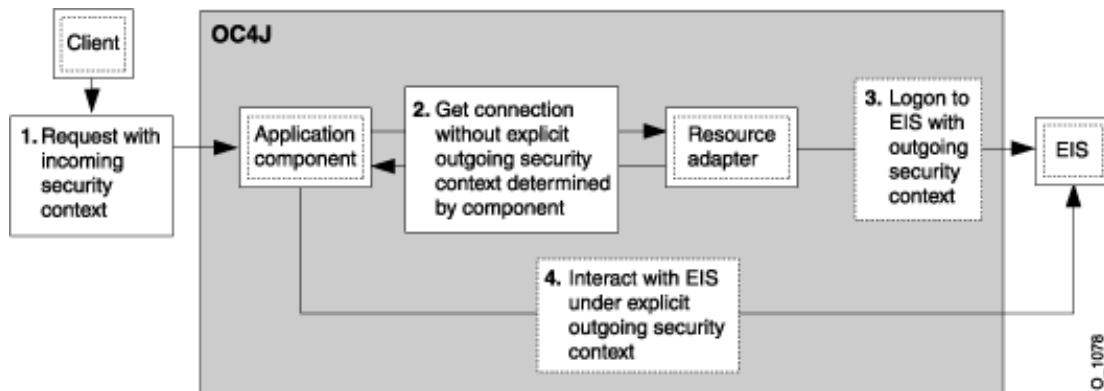 OC4J
Client
1. Request with
incoming
security
context
Application
component
2. Get connection
without explicit
outgoing security
context determined
by component
Resource
adapter
3. Logon to
EIS with
outgoing
security
context
EIS
4. Interact with EIS
under explicit
outgoing security
context
O_1078